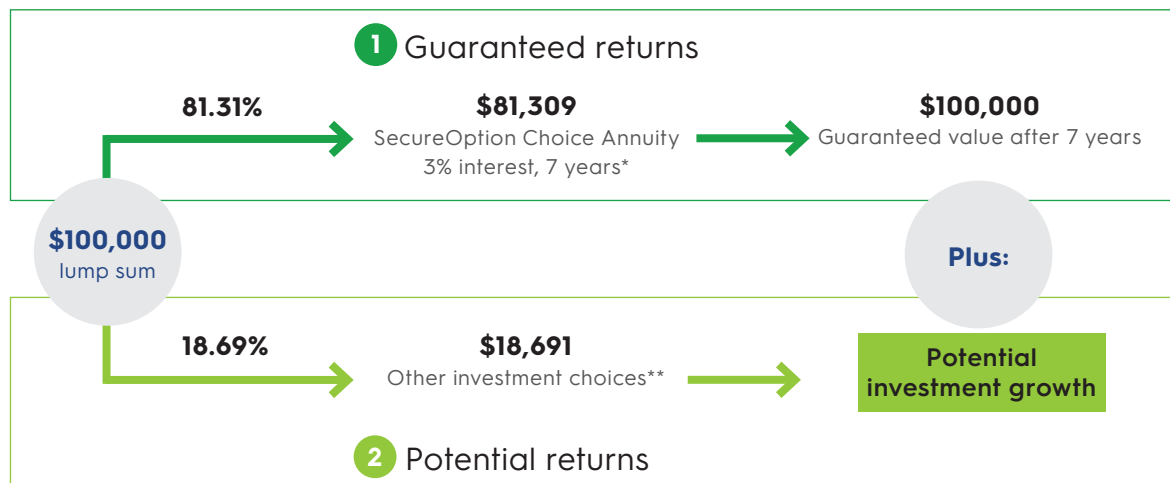 1 Guaranteed returns
81.31%
$81,309
SecureOption Choice Annuity
3% interest, 7 years*
$100,000
Guaranteed value after 7 years
$100,000
lump sum
Plus:
18.69%
$18,691
Other investment choices**
Potential
investment growth
2 Potential returns